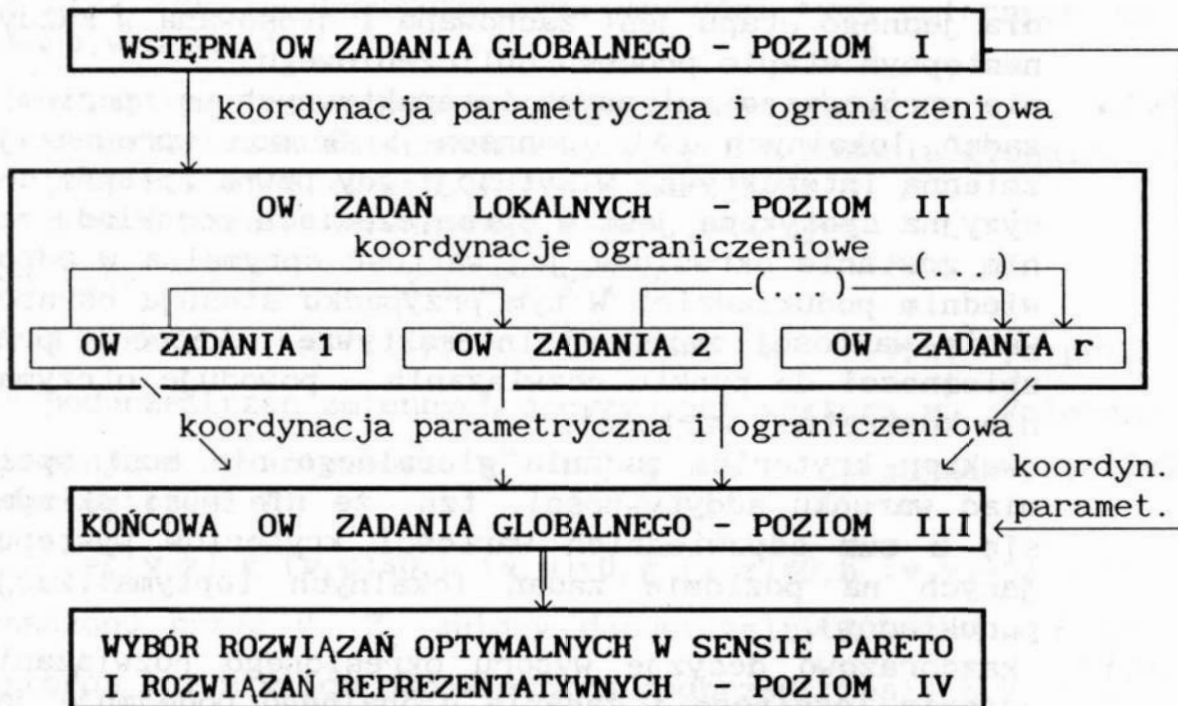 WSTĘPNA OW ZADANIA GLOBALNEGO - POZIOM I
koordynacja parametryczna i ograniczeniowa
OW ZADAŃ LOKALNYCH - POZIOM II
koordynacje ograniczeniowe
(...)
(....)
OW ZADANIA 1
OW ZADANIA 2
OW ZADANIA r
koordynacja parametryczna i ograniczeniowa
koordyn.
paramet.
KOŃCOWA OW ZADANIA GLOBALNEGO - POZIOM III
WYBÓR ROZWIĄZAŃ OPTYMALNYCH W SENSIE PARETO
I ROZWIĄZAŃ REPREZENTATYWNYCH - POZIOM IV